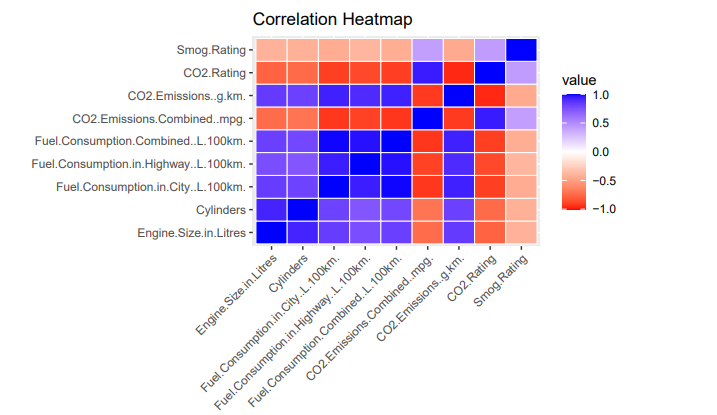 Correlation Heatmap
Smog.Rating
CO2.Rating
CO2.Emissions..g.km.
CO2.Emissions.Combined..mpg.
Fuel.Consumption.Combined..L.100km.
Fuel.Consumption.in.Highway..L.100km.
Fuel.Consumption.in.City..L.100km.
Cylinders
Engine.Size.in.Litres
Engine.Size.in.Litres
Cylinders
Fuel.Consumption.in.City..L.100km.
Fuel.Consumption.in.Highway..L.100km.
Fuel.Consumption.Combined..L.100km.
CO2.Emissions.Combined..mpg.
CO2.Emissions..g.km.
CO2.Rating
Smog.Rating
value
1.0
0.5
0.0
−0.5
−1.0